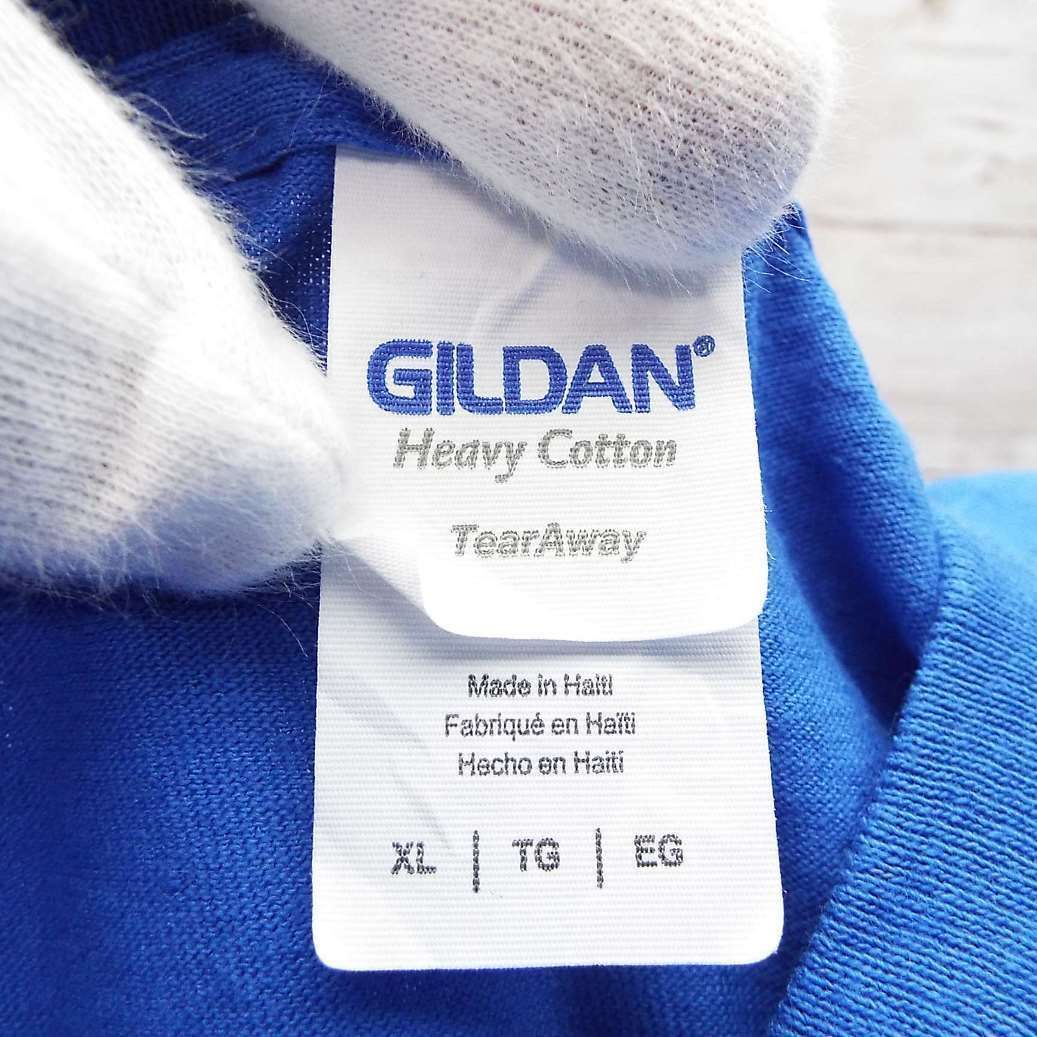 GILDAN®
Heavy Cotton
TearAway
Made in Haiti
Fabriqué en Haïti
Hecho en Haití
XL | TG | EG